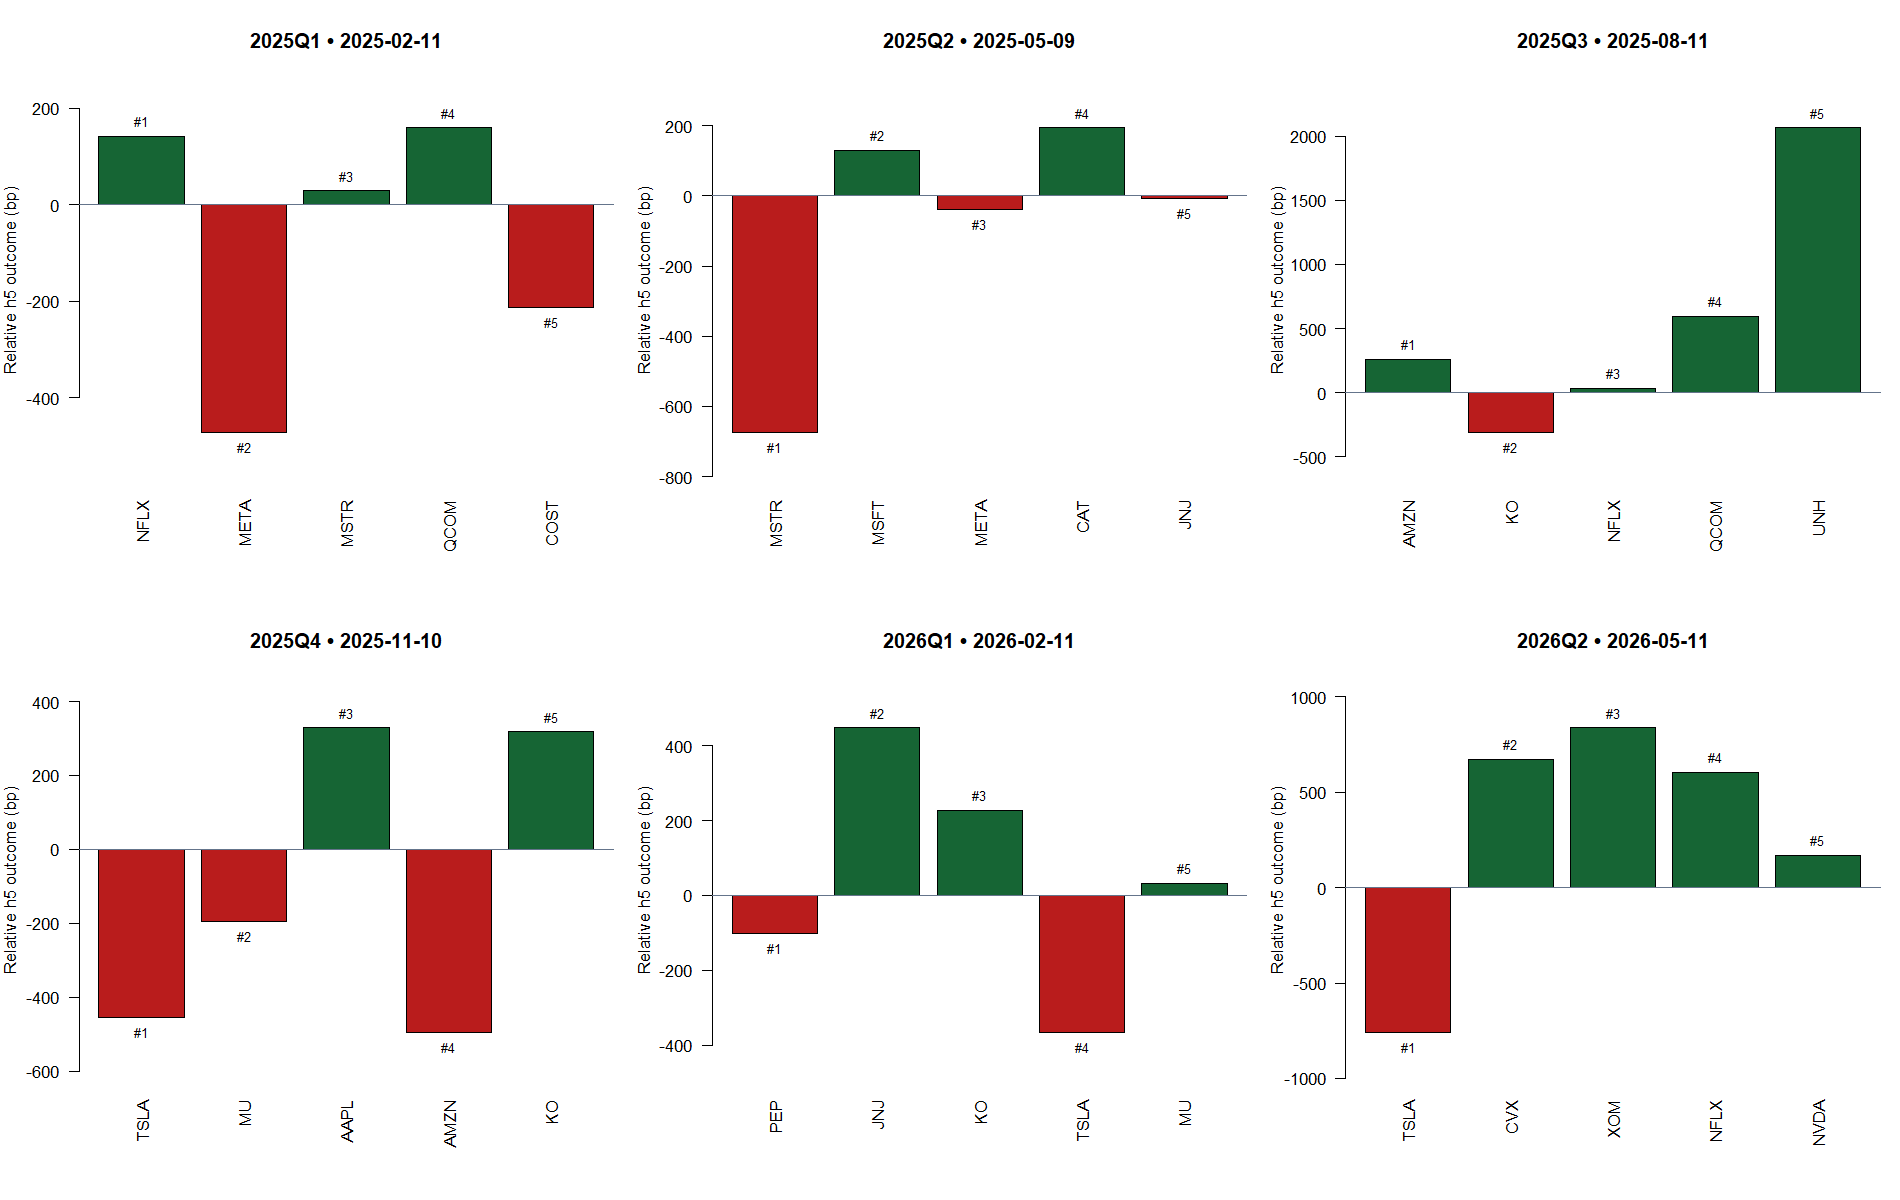 2025Q1 • 2025-02-11
Relative h5 outcome (bp)
200
0
-200
-400
#1
#2
#3
#4
#5
NFLX
META
MSTR
QCOM
COST
2025Q2 • 2025-05-09
Relative h5 outcome (bp)
200
0
-200
-400
-600
-800
#1
#2
#3
#4
#5
MSTR
MSFT
META
CAT
JNJ
2025Q3 • 2025-08-11
Relative h5 outcome (bp)
2000
1500
1000
500
0
-500
#1
#2
#3
#4
#5
AMZN
KO
NFLX
QCOM
UNH
2025Q4 • 2025-11-10
Relative h5 outcome (bp)
400
200
0
-200
-400
-600
#1
#2
#3
#4
#5
TSLA
MU
AAPL
AMZN
KO
2026Q1 • 2026-02-11
Relative h5 outcome (bp)
400
200
0
-200
-400
#1
#2
#3
#4
#5
PEP
JNJ
KO
TSLA
MU
2026Q2 • 2026-05-11
Relative h5 outcome (bp)
1000
500
0
-500
-1000
#1
#2
#3
#4
#5
TSLA
CVX
XOM
NFLX
NVDA